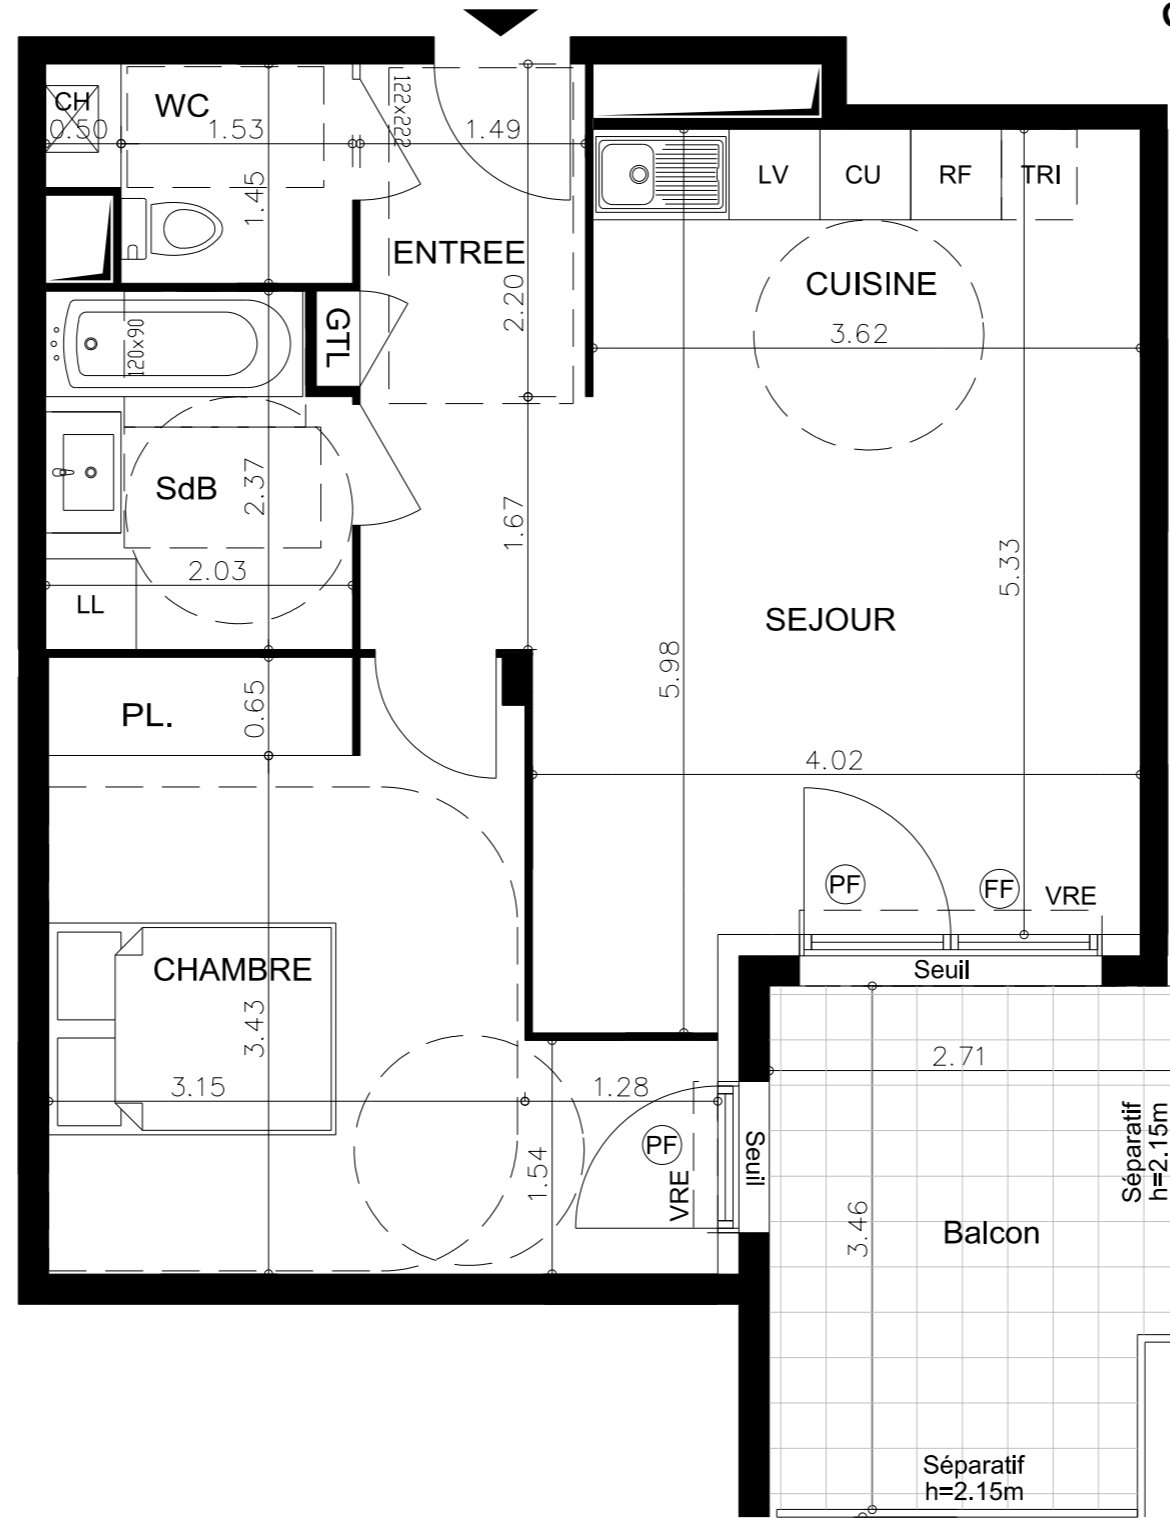 CH
0.50
WC
1.53
1.45
122x222
1.49
ENTREE
2.20
LV
CU
RF
TRI
CUISINE
3.62
GTL
120x90
SdB
2.37
2.03
LL
1.67
5.33
SEJOUR
5.98
PL.
0.65
4.02
PF
FF
VRE
Seuil
CHAMBRE
3.43
3.15
1.28
1.54
PF
VRE
Seuil
2.71
Séparatif
h=2.15m
3.46
Balcon
Séparatif
h=2.15m